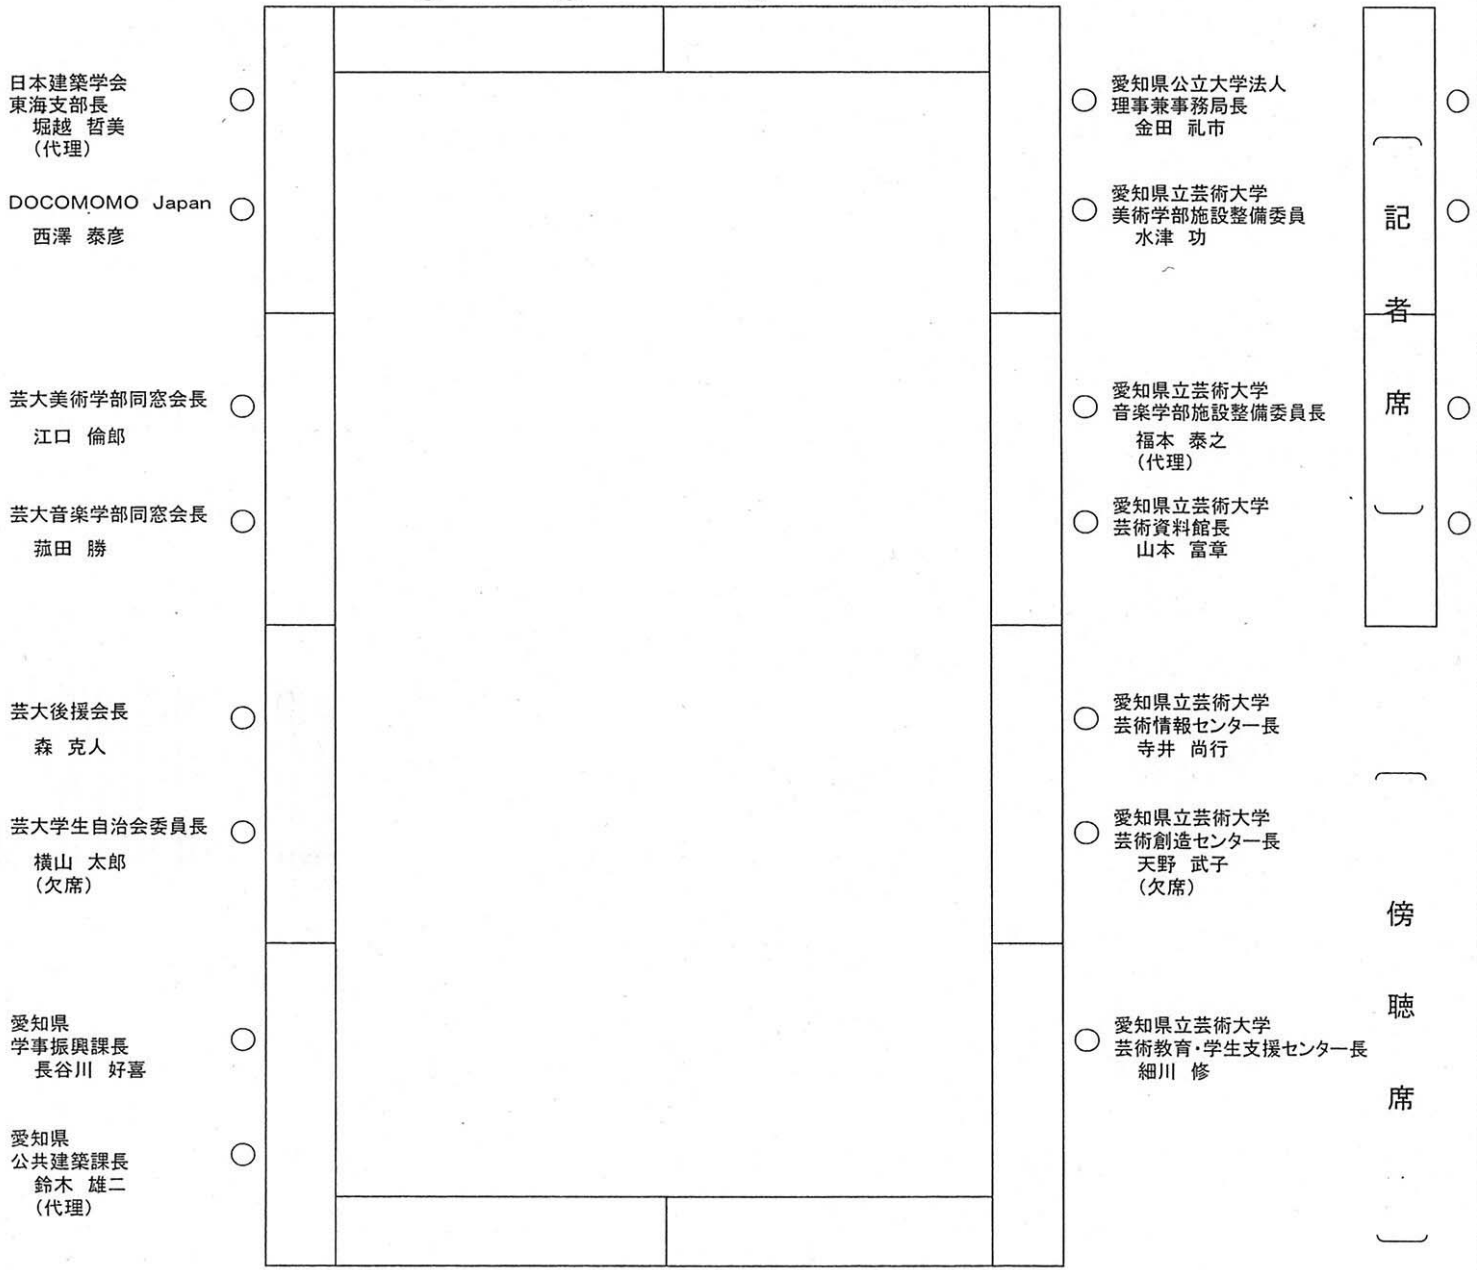 日本建築学会
東海支部長
堀越 哲美
(代理)
DOCOMOMO Japan
西澤 泰彦
芸大美術学部同窓会長
江口 倫郎
芸大音楽学部同窓会長
菰田 勝
芸大後援会長
森 克人
芸大学生自治会委員長
横山 太郎
(欠席)
愛知県
学事振興課長
長谷川 好喜
愛知県
公共建築課長
鈴木 雄二
(代理)
愛知県公立大学法人
理事兼事務局長
金田 礼市
愛知県立芸術大学
美術学部施設整備委員
水津 功
愛知県立芸術大学
音楽学部施設整備委員長
福本 泰之
(代理)
愛知県立芸術大学
芸術資料館長
山本 富章
愛知県立芸術大学
芸術情報センター長
寺井 尚行
愛知県立芸術大学
芸術創造センター長
天野 武子
(欠席)
愛知県立芸術大学
芸術教育・学生支援センター長
細川 修
(記者席)
(傍聴席)